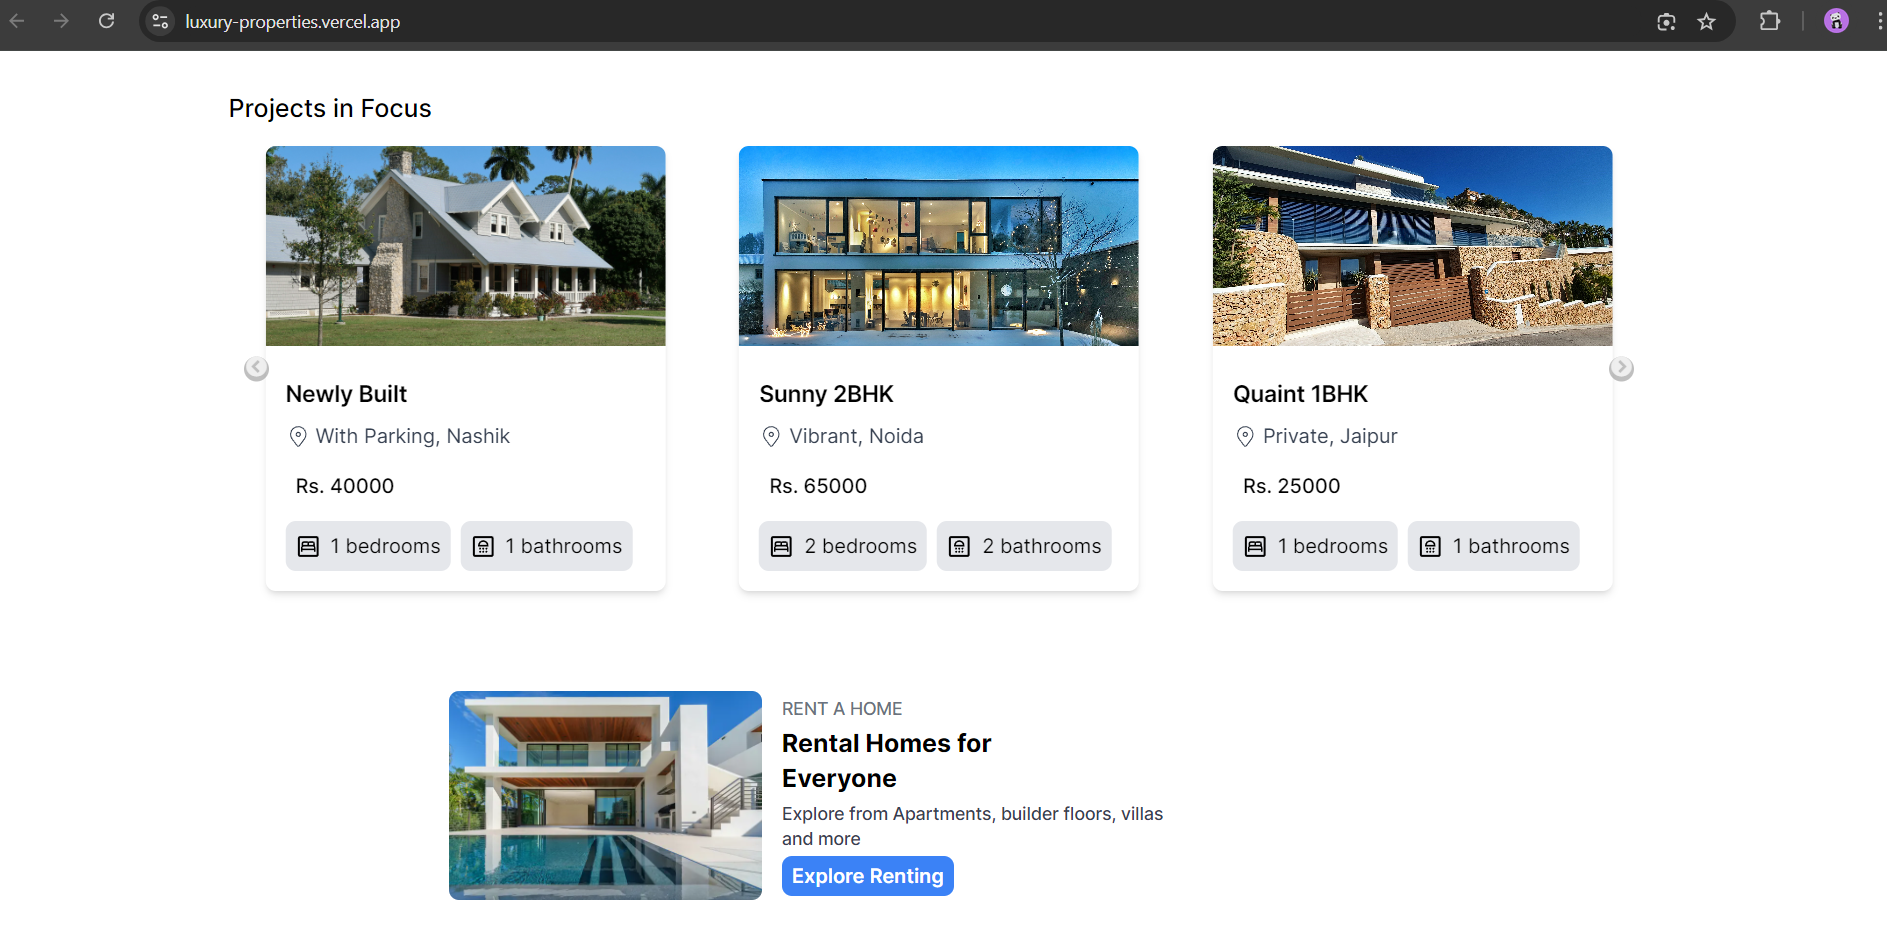 luxury-properties.vercel.app
Projects in Focus
Newly Built
With Parking, Nashik
Rs. 40000
1 bedrooms 1 bathrooms
Sunny 2BHK
Vibrant, Noida
Rs. 65000
2 bedrooms 2 bathrooms
Quaint 1BHK
Private, Jaipur
Rs. 25000
1 bedrooms 1 bathrooms
RENT A HOME
Rental Homes for
Everyone
Explore from Apartments, builder floors, villas
and more
Explore Renting